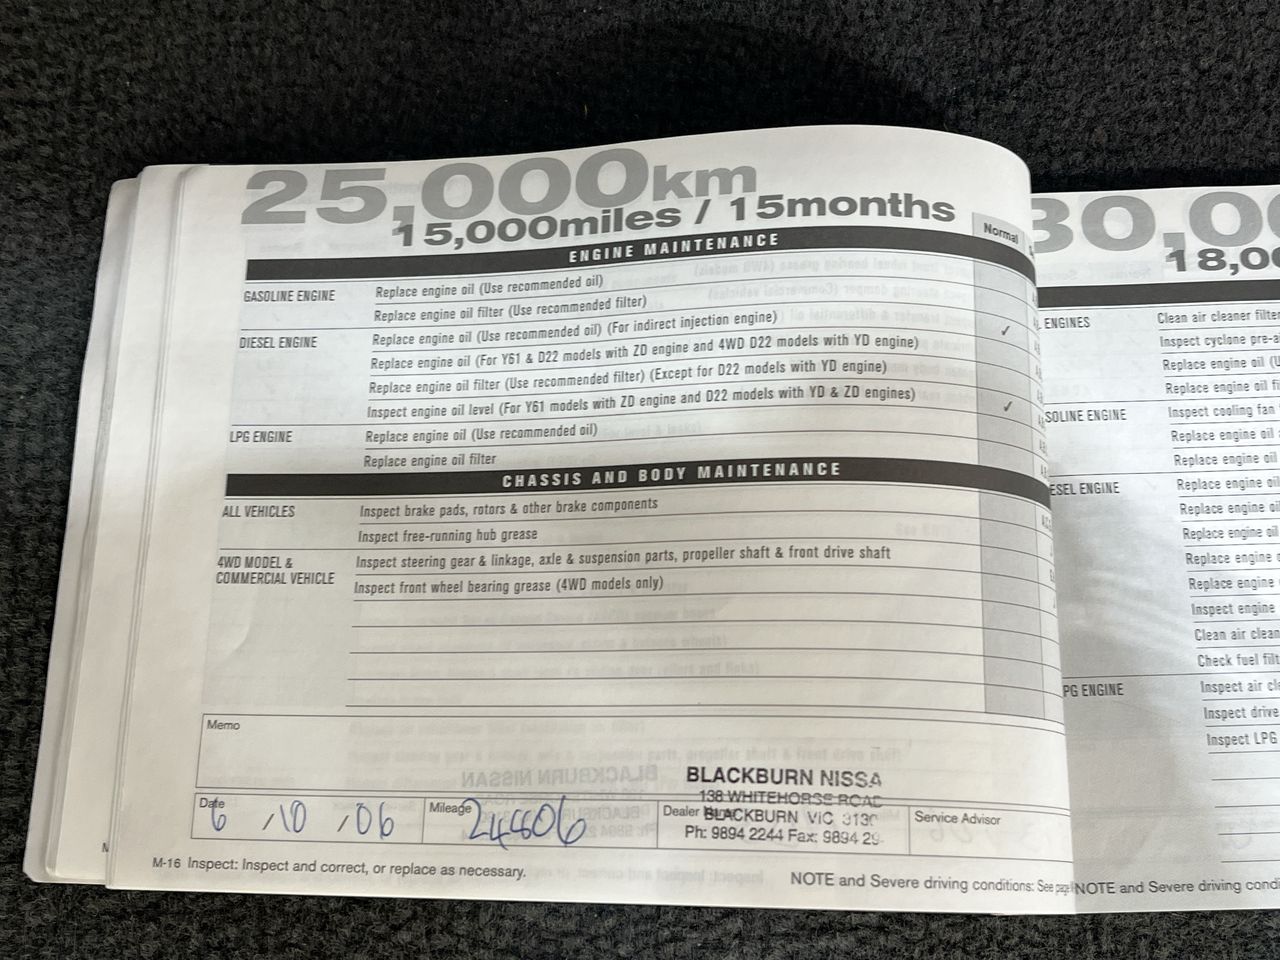 25,000km
15,000miles / 15months
ENGINE MAINTENANCE
Normal
GASOLINE ENGINE
Replace engine oil (Use recommended oil)
Replace engine oil filter (Use recommended filter)
DIESEL ENGINE
Replace engine oil (Use recommended oil) (For indirect injection engine)
✓
Replace engine oil (For Y61 & D22 models with ZD engine and 4WD D22 models with YD engine)
Replace engine oil filter (Use recommended filter) (Except for D22 models with YD engine)
Inspect engine oil level (For Y61 models with ZD engine and D22 models with YD & ZD engines)
✓
LPG ENGINE
Replace engine oil (Use recommended oil)
Replace engine oil filter
CHASSIS AND BODY MAINTENANCE
ALL VEHICLES
Inspect brake pads, rotors & other brake components
Inspect free-running hub grease
4WD MODEL &
COMMERCIAL VEHICLE
Inspect steering gear & linkage, axle & suspension parts, propeller shaft & front drive shaft
Inspect front wheel bearing grease (4WD models only)
Memo
Date
6 /10 /06
Mileage
Dealer
BLACKBURN NISSA
138 WHITEHORSE ROAD
BLACKBURN VIC 3130
Ph: 9894 2244 Fax: 9894 29
Service Advisor
M-16 Inspect: Inspect and correct, or replace as necessary.
NOTE and Severe driving conditions: See page
30,0
18,00
ENGINES
Clean air cleaner filter
Inspect cyclone pre-a
Replace engine oil (U
Replace engine oil fi
SOLINE ENGINE
Inspect cooling fan
Replace engine oil
Replace engine oil
ESEL ENGINE
Replace engine oil
Replace engine oil
Replace engine oil
Replace engine
Replace engine
Inspect engine
Clean air clean
Check fuel filt
PG ENGINE
Inspect air cle
Inspect drive
Inspect LPG
NOTE and Severe driving condi